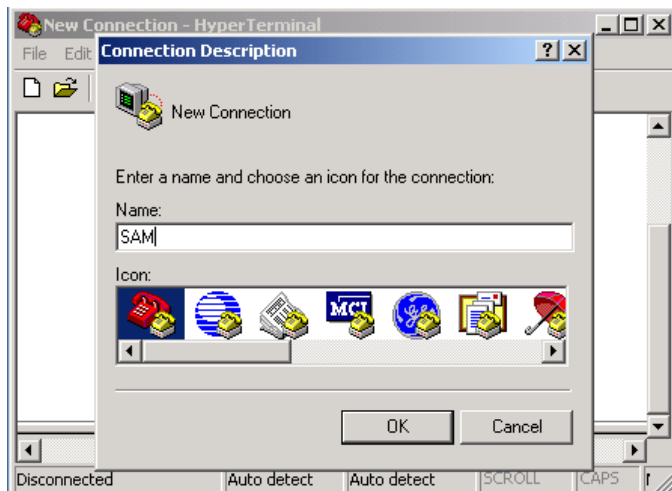 New Connection - HyperTerminal
File Edit
Connection Description
New Connection
Enter a name and choose an icon for the connection:
Name:
SAM
Icon:
MCI
OK Cancel
Disconnected Auto detect Auto detect SCROLL CAPS